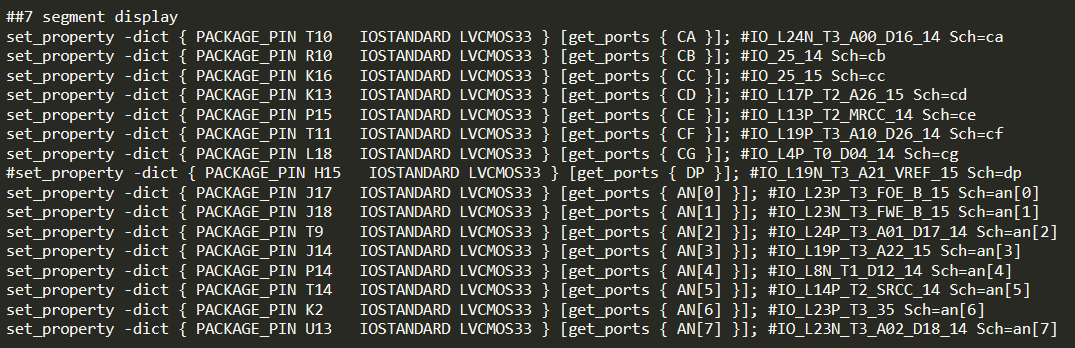 ##7 segment display
set_property -dict { PACKAGE_PIN T10   IOSTANDARD LVCMOS33 } [get_ports { CA }]; #IO_L24N_T3_A00_D16_14 Sch=ca
set_property -dict { PACKAGE_PIN R10   IOSTANDARD LVCMOS33 } [get_ports { CB }]; #IO_25_14 Sch=cb
set_property -dict { PACKAGE_PIN K16   IOSTANDARD LVCMOS33 } [get_ports { CC }]; #IO_25_15 Sch=cc
set_property -dict { PACKAGE_PIN K13   IOSTANDARD LVCMOS33 } [get_ports { CD }]; #IO_L17P_T2_A26_15 Sch=cd
set_property -dict { PACKAGE_PIN P15   IOSTANDARD LVCMOS33 } [get_ports { CE }]; #IO_L13P_T2_MRCC_14 Sch=ce
set_property -dict { PACKAGE_PIN T11   IOSTANDARD LVCMOS33 } [get_ports { CF }]; #IO_L19P_T3_A10_D26_14 Sch=cf
set_property -dict { PACKAGE_PIN L18   IOSTANDARD LVCMOS33 } [get_ports { CG }]; #IO_L4P_T0_D04_14 Sch=cg
#set_property -dict { PACKAGE_PIN H15   IOSTANDARD LVCMOS33 } [get_ports { DP }]; #IO_L19N_T3_A21_VREF_15 Sch=dp
set_property -dict { PACKAGE_PIN J17   IOSTANDARD LVCMOS33 } [get_ports { AN[0] }]; #IO_L23P_T3_FOE_B_15 Sch=an[0]
set_property -dict { PACKAGE_PIN J18   IOSTANDARD LVCMOS33 } [get_ports { AN[1] }]; #IO_L23N_T3_FWE_B_15 Sch=an[1]
set_property -dict { PACKAGE_PIN T9    IOSTANDARD LVCMOS33 } [get_ports { AN[2] }]; #IO_L24P_T3_A01_D17_14 Sch=an[2]
set_property -dict { PACKAGE_PIN J14   IOSTANDARD LVCMOS33 } [get_ports { AN[3] }]; #IO_L19P_T3_A22_15 Sch=an[3]
set_property -dict { PACKAGE_PIN P14   IOSTANDARD LVCMOS33 } [get_ports { AN[4] }]; #IO_L8N_T1_D12_14 Sch=an[4]
set_property -dict { PACKAGE_PIN T14   IOSTANDARD LVCMOS33 } [get_ports { AN[5] }]; #IO_L14P_T2_SRCC_14 Sch=an[5]
set_property -dict { PACKAGE_PIN K2    IOSTANDARD LVCMOS33 } [get_ports { AN[6] }]; #IO_L23P_T3_35 Sch=an[6]
set_property -dict { PACKAGE_PIN U13   IOSTANDARD LVCMOS33 } [get_ports { AN[7] }]; #IO_L23N_T3_A02_D18_14 Sch=an[7]